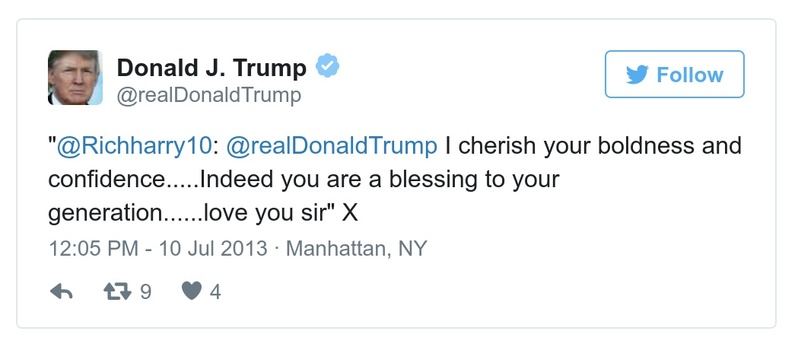 Donald J. Trump
@realDonaldTrump
Follow
"@Richharry10: @realDonaldTrump I cherish your boldness and
confidence.....Indeed you are a blessing to your
generation......love you sir" X
12:05 PM - 10 Jul 2013 · Manhattan, NY
9 4